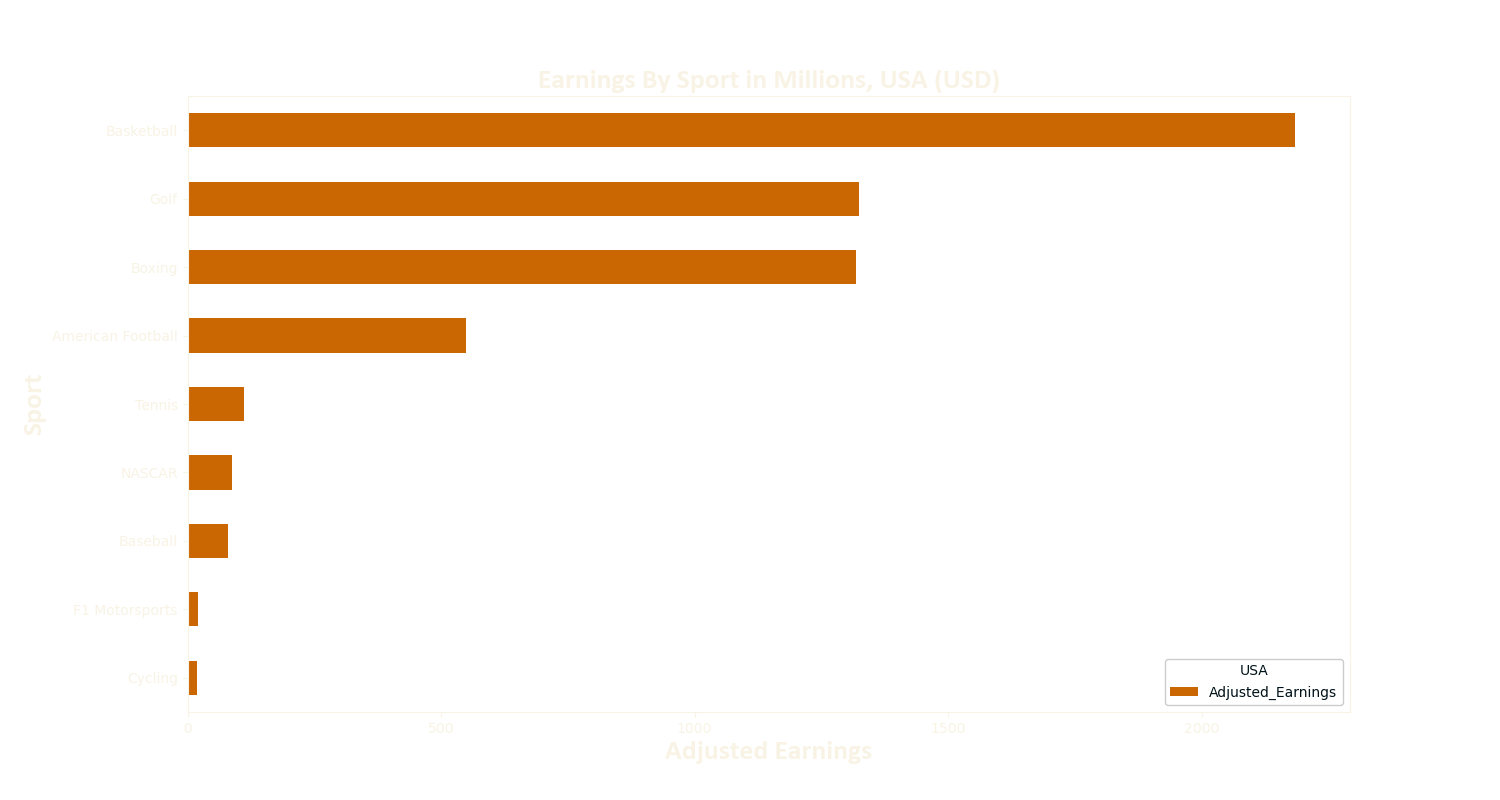 Earnings By Sport in Millions, USA (USD)
Basketball
Golf
Boxing
American Football
Tennis
NASCAR
Baseball
F1 Motorsports
Cycling
Sport
0 500 1000 1500 2000
Adjusted Earnings
USA
Adjusted_Earnings